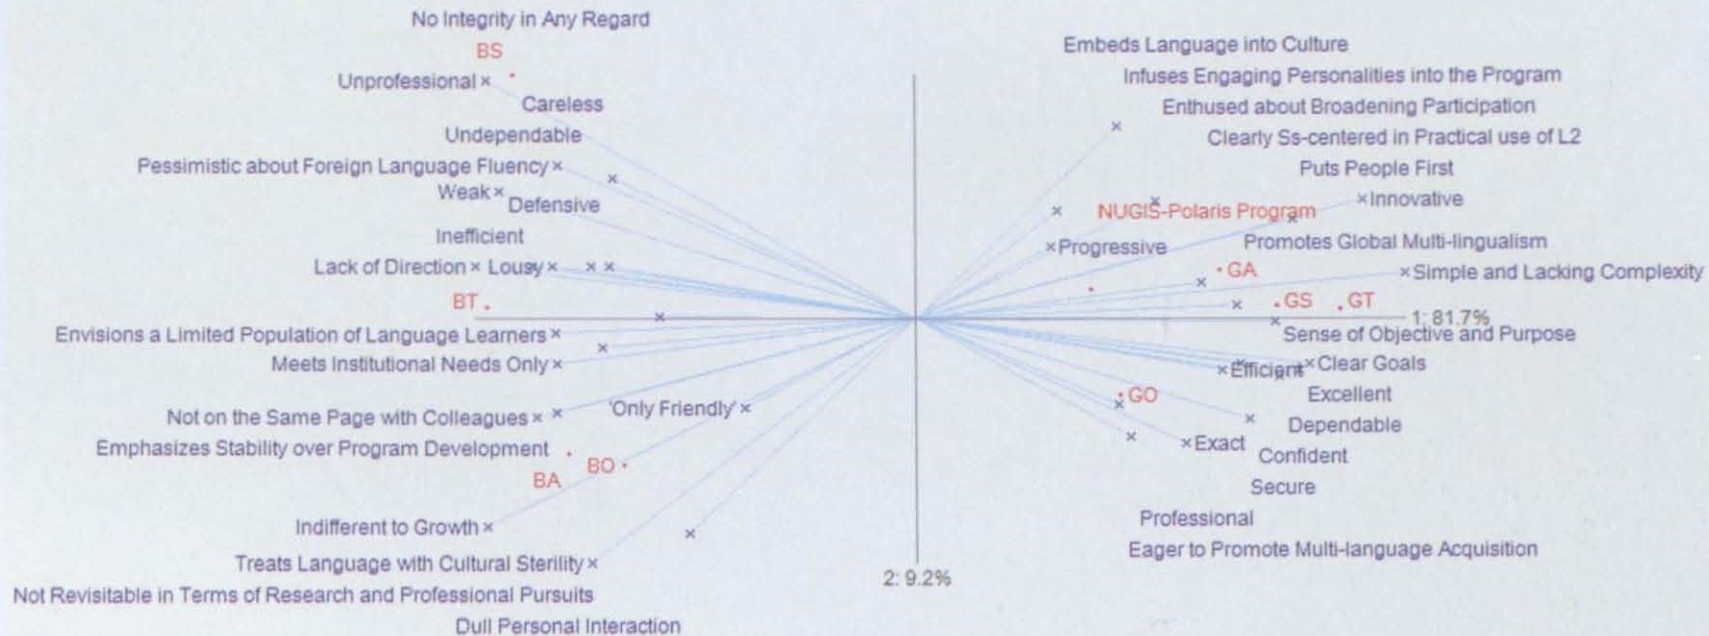 No Integrity in Any Regard
BS
Unprofessional
Careless
Undependable
Pessimistic about Foreign Language Fluency
Weak
Defensive
Inefficient
Lack of Direction
Lousy
BT
Envisions a Limited Population of Language Learners
Meets Institutional Needs Only
Not on the Same Page with Colleagues
'Only Friendly'
Emphasizes Stability over Program Development
BO
BA
Indifferent to Growth
Treats Language with Cultural Sterility
Not Revisitable in Terms of Research and Professional Pursuits
Dull Personal Interaction
2: 9.2%
Embeds Language into Culture
Infuses Engaging Personalities into the Program
Enthused about Broadening Participation
Clearly Ss-centered in Practical use of L2
Puts People First
Innovative
NUGIS-Polaris Program
Progressive
Promotes Global Multi-lingualism
GA
Simple and Lacking Complexity
GS
GT
1: 81.7%
Sense of Objective and Purpose
Efficient
Clear Goals
GO
Excellent
Dependable
Exact
Confident
Secure
Professional
Eager to Promote Multi-language Acquisition